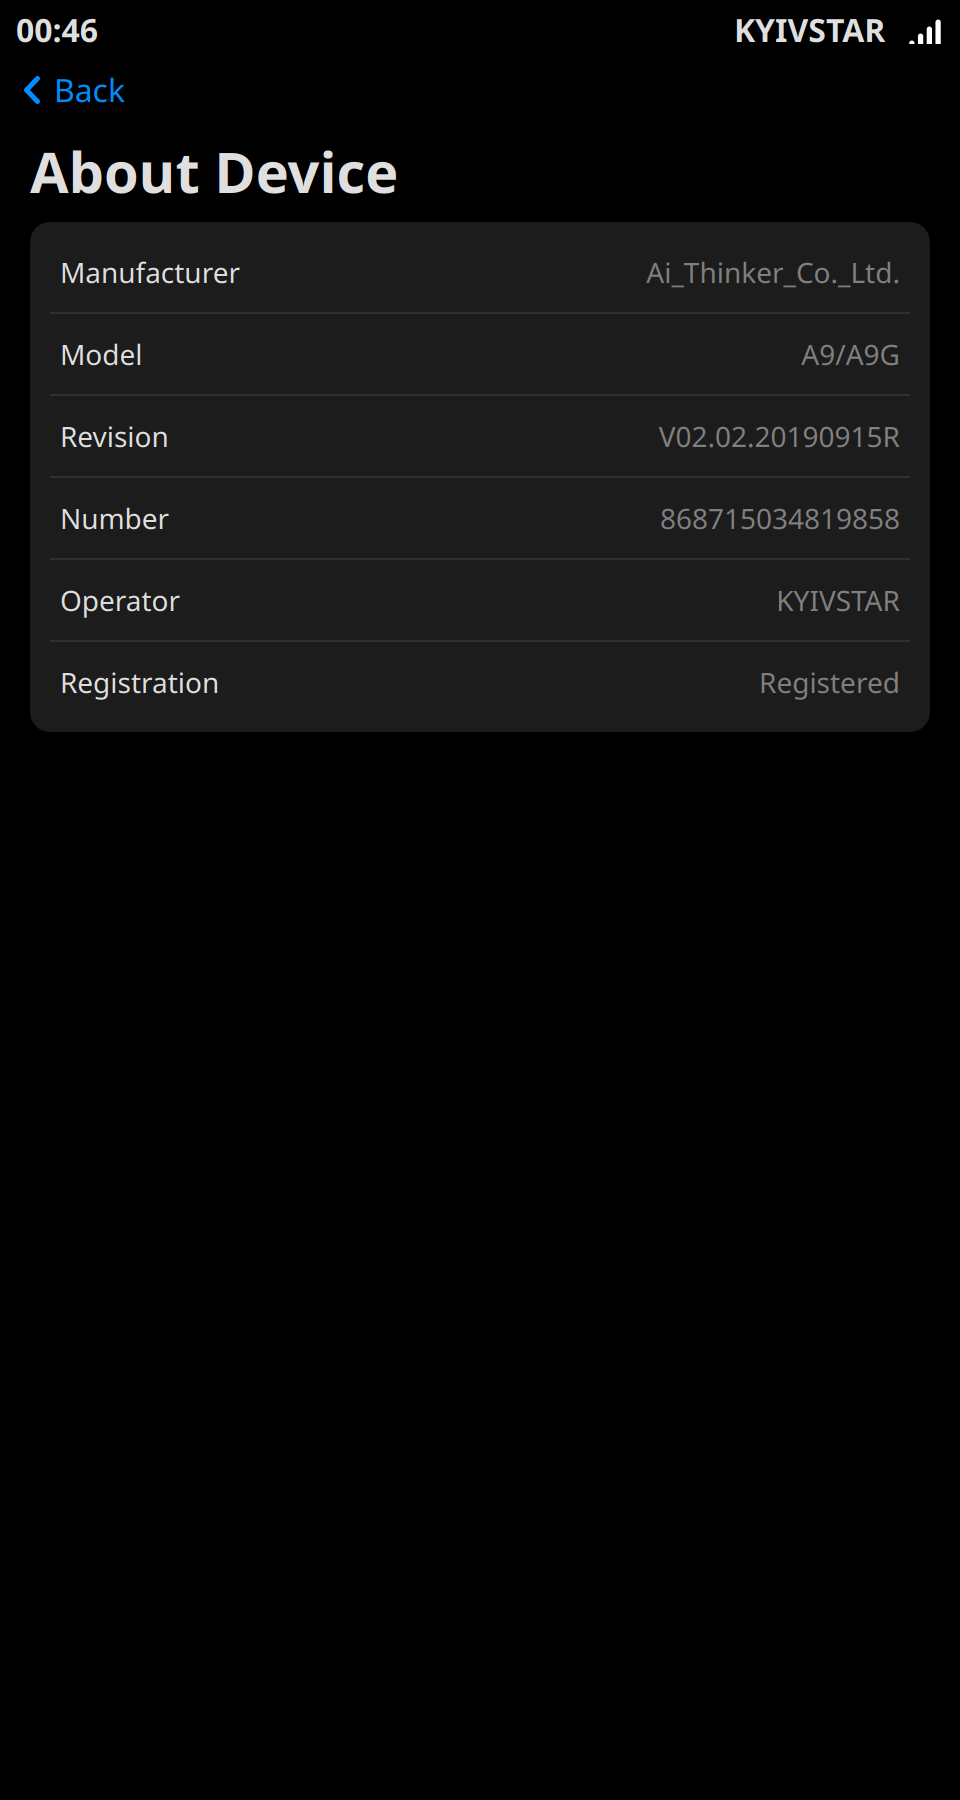 00:46 KYIVSTAR
Back
About Device
Manufacturer Ai_Thinker_Co._Ltd.
Model A9/A9G
Revision V02.02.20190915R
Number 868715034819858
Operator KYIVSTAR
Registration Registered